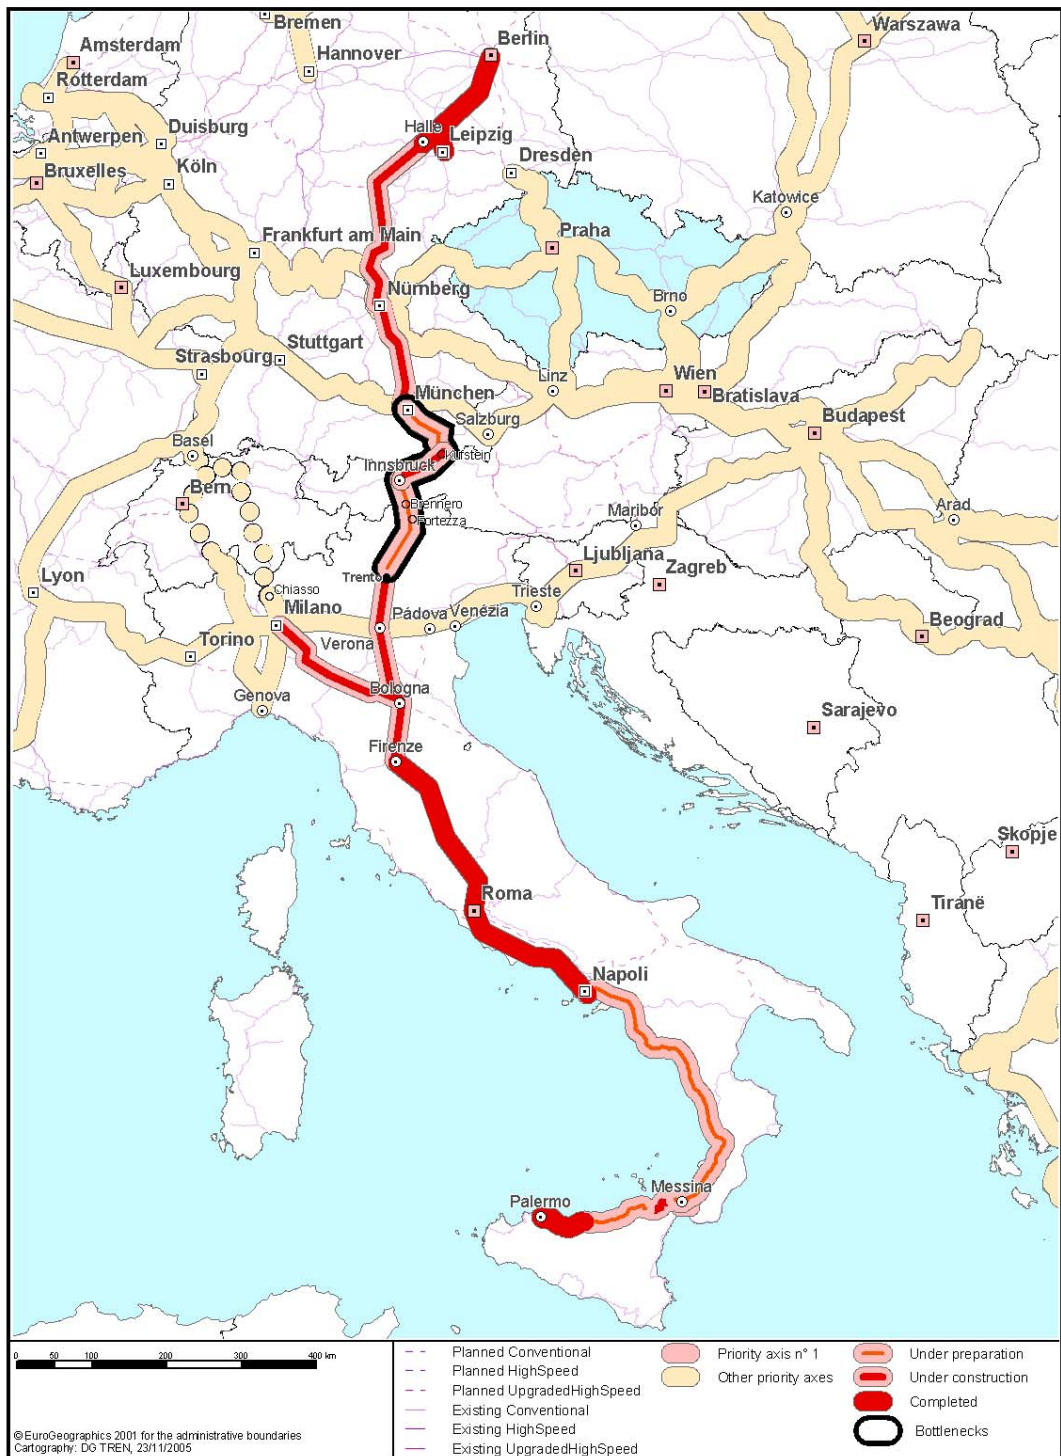 Bremen
Warszawa
Berlin
Amsterdam
Hannover
Rotterdam
Halle
Duisburg
Leipzig
Antwerpen
Dresden
Bruxelles
Köln
Katowice
Frankfurt am Main
Praha
Luxembourg
Nürnberg
Brno
Stuttgart
Strasbourg
Linz
Wien
München
Bratislava
Salzburg
Budapest
Basel
Kufstein
Innsbruck
Bern
Brennero
Arad
Maribor
Fortezza
Ljubljana
Lyon
Trento
Zagreb
Chiasso
Trieste
Milano
Pádova
Venézia
Beograd
Torino
Verona
Bologna
Genova
Sarajevo
Firenze
Skopje
Roma
Tiranë
Napoli
Messina
Palermo
0 50 100 200 300 400 km
Planned Conventional
Planned HighSpeed
Planned UpgradedHighSpeed
Existing Conventional
Existing HighSpeed
Existing UpgradedHighSpeed
Priority axis n° 1
Other priority axes
Under preparation
Under construction
Completed
Bottlenecks
© EuroGeographics 2001 for the administrative boundaries
Cartography: DG TREN, 23/11/2005